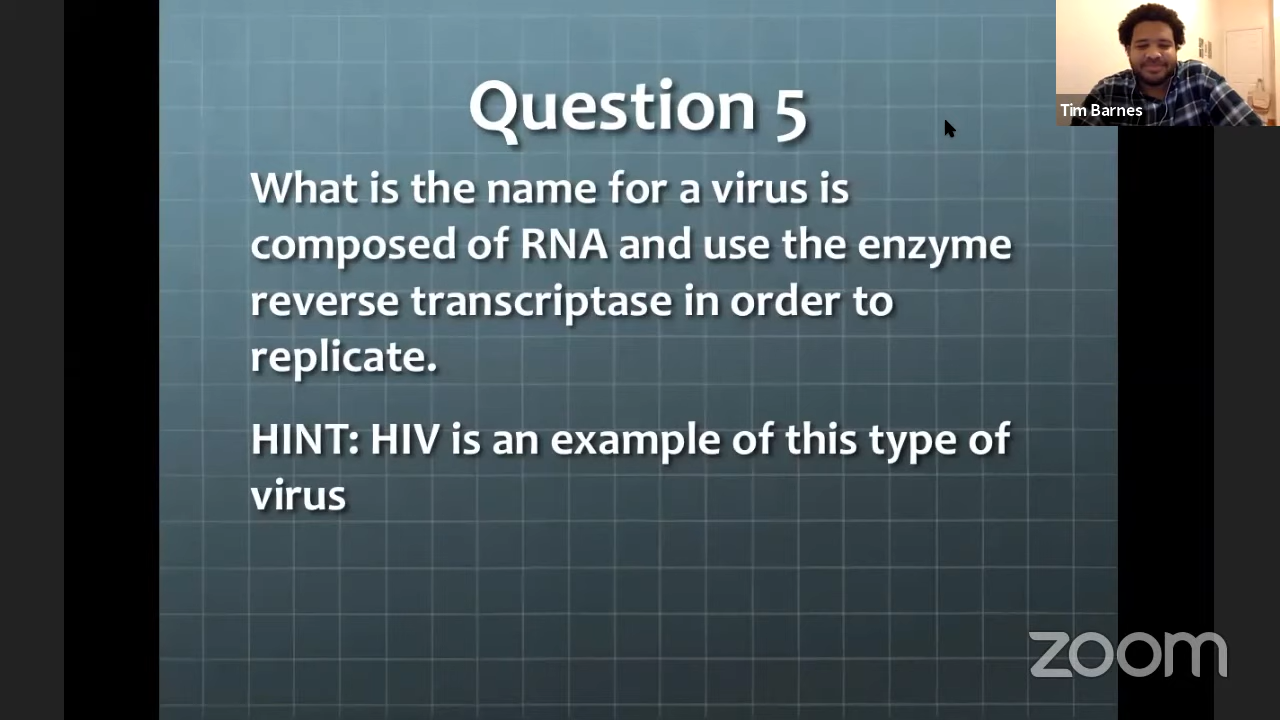 Question 5
Tim Barnes
What is the name for a virus is
composed of RNA and use the enzyme
reverse transcriptase in order to
replicate.
HINT: HIV is an example of this type of
virus
zoom